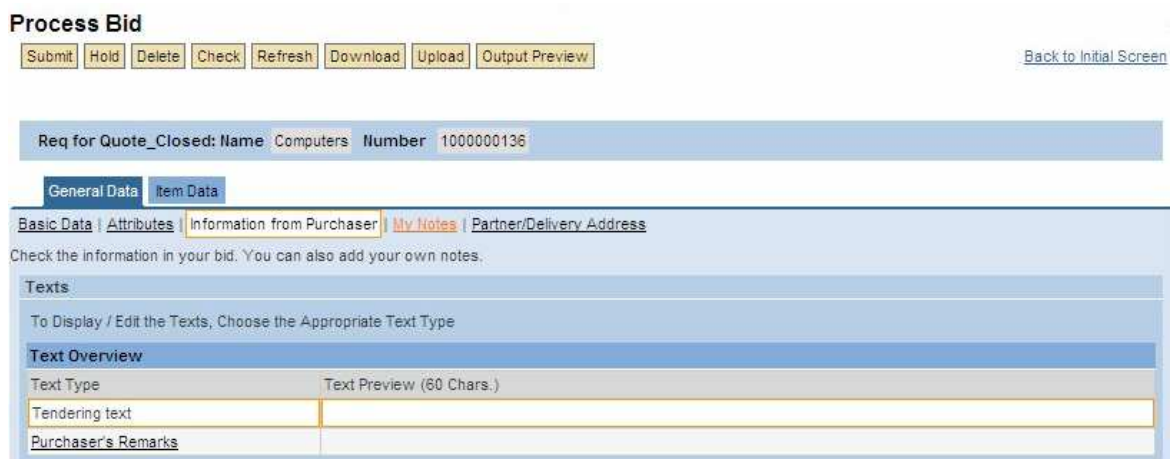 Process Bid
Submit Hold Delete Check Refresh Download Upload Output Preview Back to Initial Screen
Req for Quote_Closed: Name Computers Number 1000000136
General Data Item Data
Basic Data | Attributes | Information from Purchaser | My Notes | Partner/Delivery Address
Check the information in your bid. You can also add your own notes.
Texts
To Display / Edit the Texts, Choose the Appropriate Text Type
Text Overview
Text Type Text Preview (60 Chars.)
Tendering text
Purchaser's Remarks